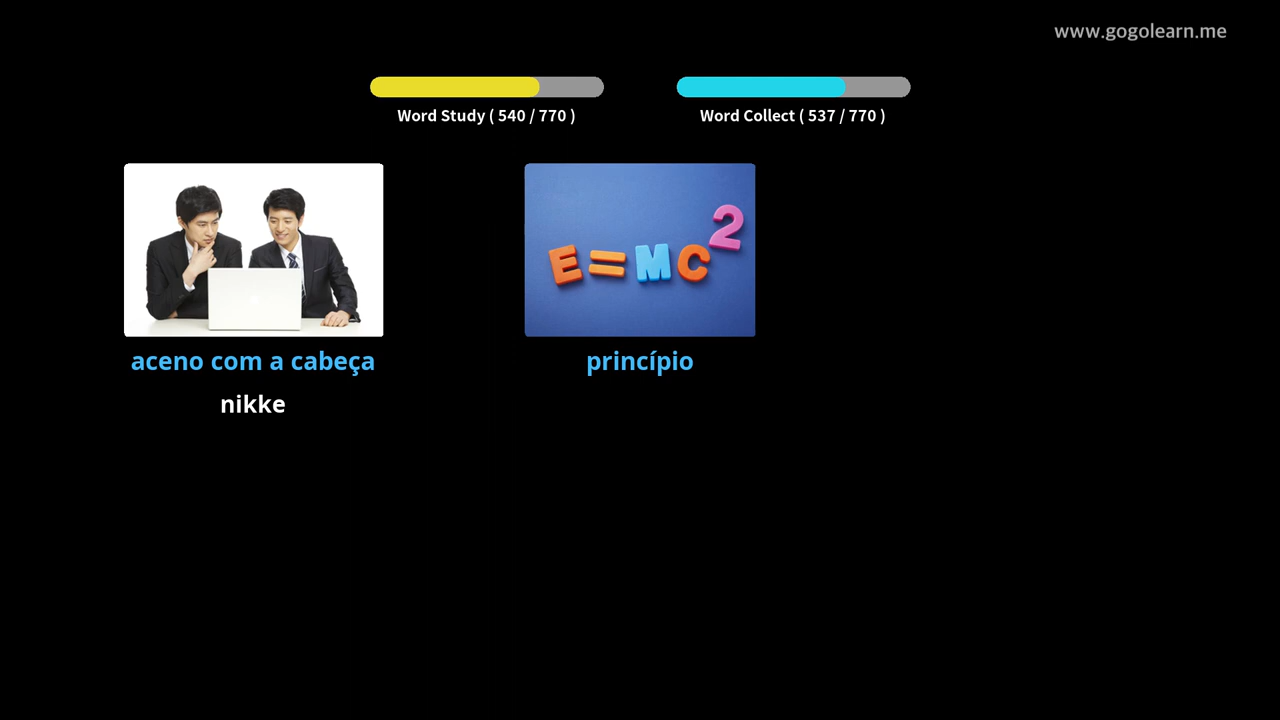 www.gogolearn.me
Word Study ( 540 / 770 )
Word Collect ( 537 / 770 )
E=MC2
aceno com a cabeça
princípio
nikke